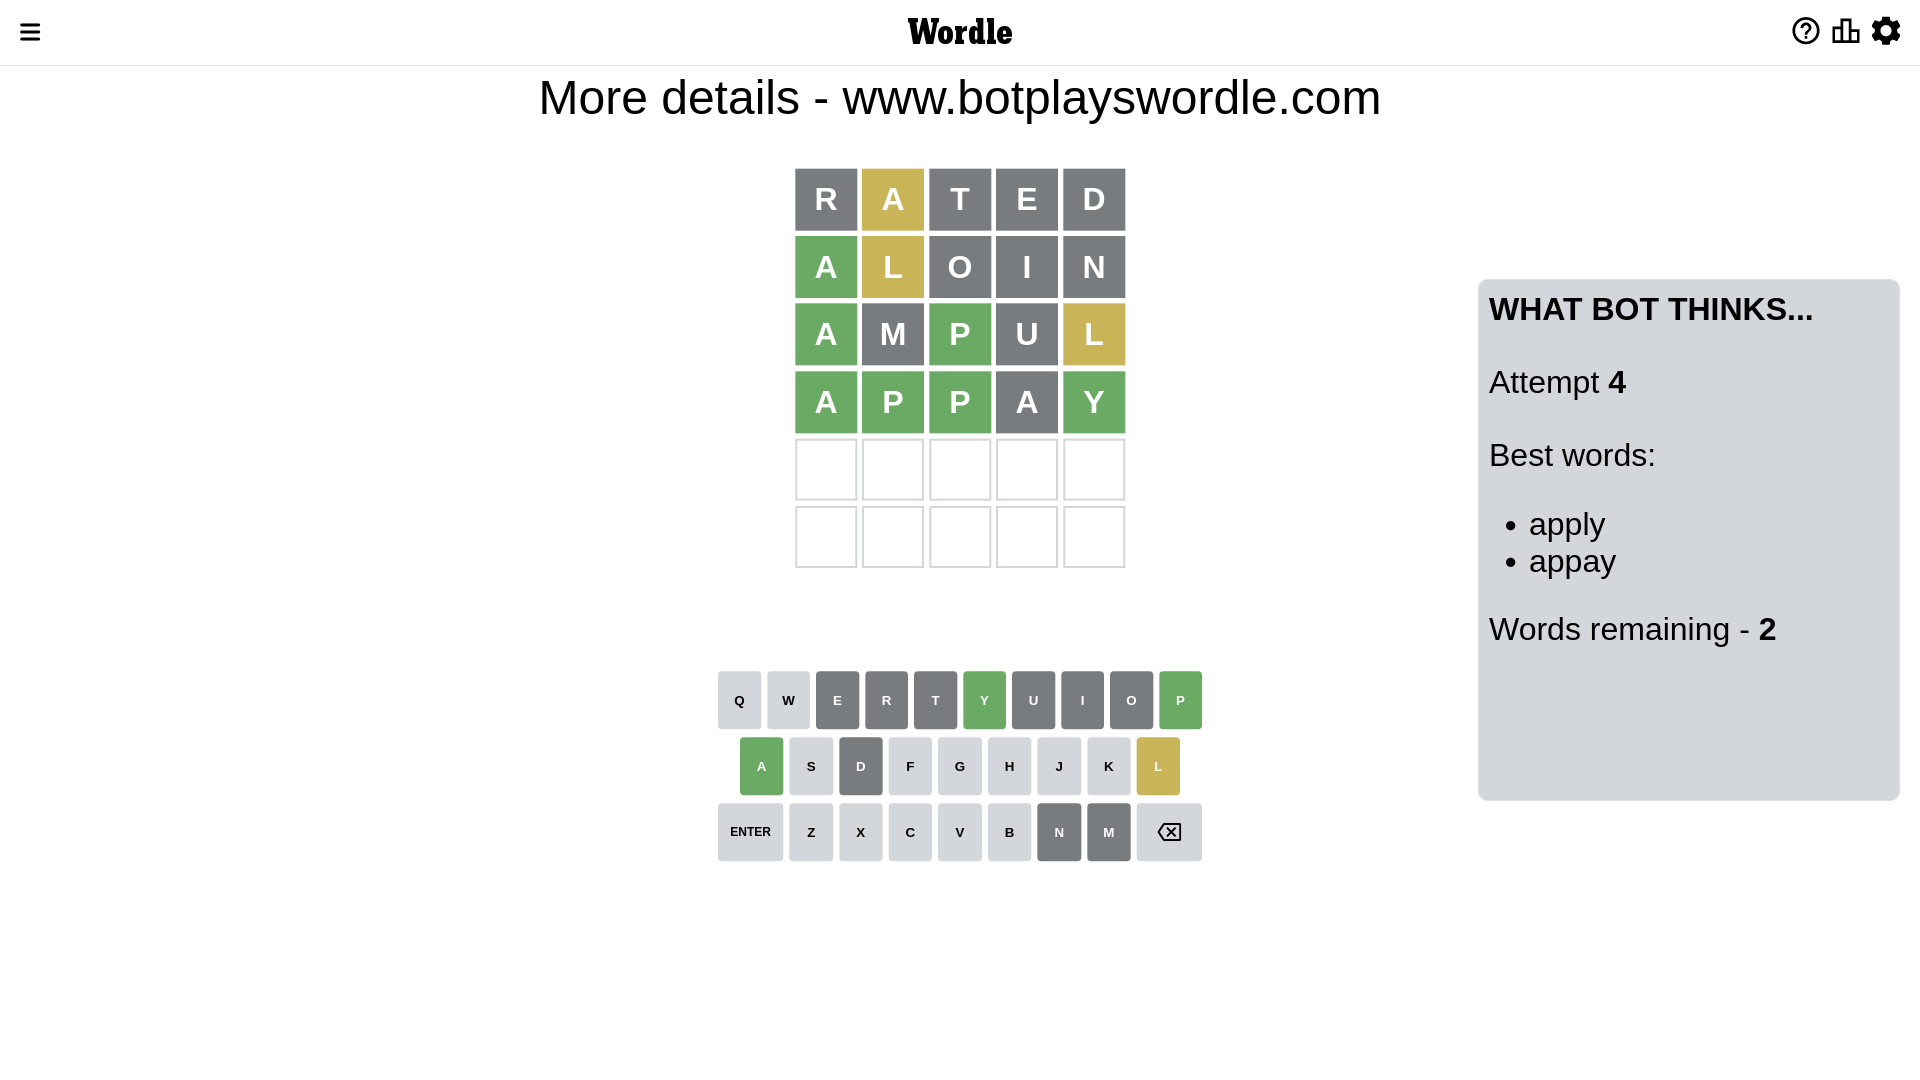 Wordle
More details - www.botplayswordle.com
R A T E D
A L O I N
A M P U L
A P P A Y
WHAT BOT THINKS...
Attempt 4
Best words:
• apply
• appay
Words remaining - 2
Q W E R T Y U I O P
A S D F G H J K L
ENTER Z X C V B N M